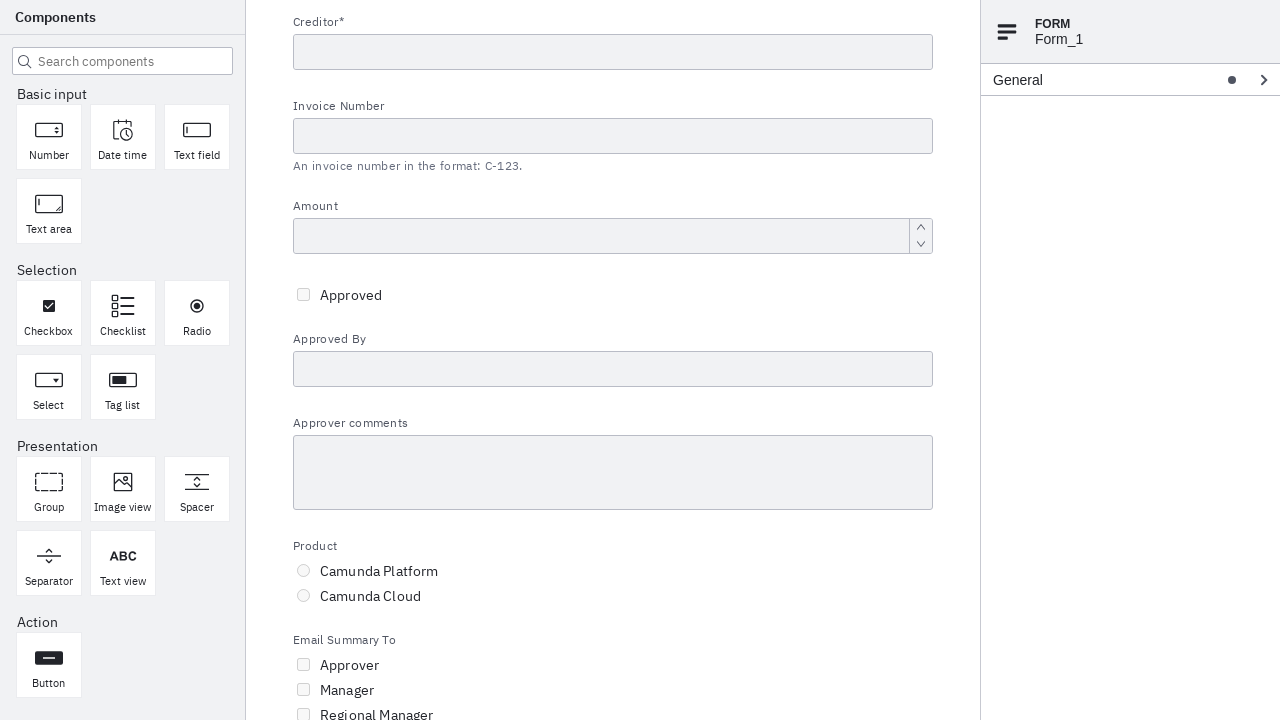 Components
Search components
Basic input
Number
Date time
Text field
Text area
Selection
Checkbox
Checklist
Radio
Select
Tag list
Presentation
Group
Image view
Spacer
Separator
ABC
Text view
Action
Button
Creditor*
Invoice Number
An invoice number in the format: C-123.
Amount
Approved
Approved By
Approver comments
Product
Camunda Platform
Camunda Cloud
Email Summary To
Approver
Manager
Regional Manager
FORM
Form_1
General